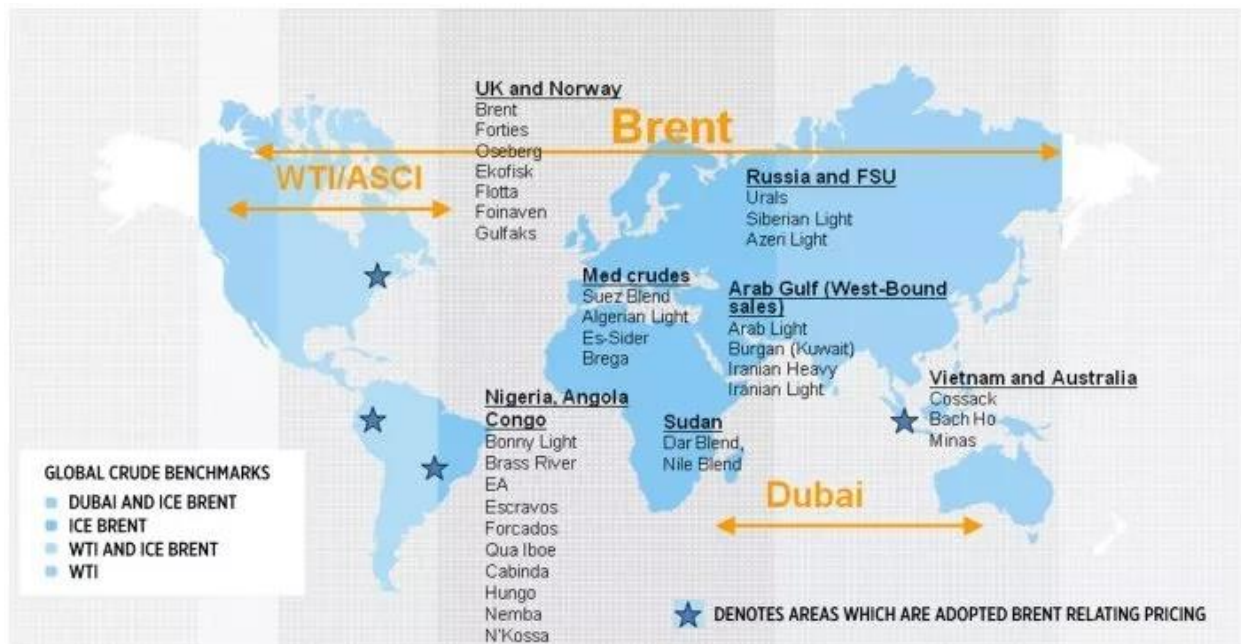 UK and Norway
Brent
Forties
Oseberg
Ekofisk
Flotta
Foinaven
Gulfaks
Brent
WTI/ASCI
Russia and FSU
Urals
Siberian Light
Azeri Light
Med crudes
Suez Blend
Algerian Light
Es-Sider
Brega
Arab Gulf (West-Bound
sales)
Arab Light
Burgan (Kuwait)
Iranian Heavy
Iranian Light
Vietnam and Australia
Cossack
Bach Ho
Minas
Nigeria, Angola
Congo
Bonny Light
Brass River
EA
Escravos
Forcados
Qua Iboe
Cabinda
Hungo
Nemba
N'Kossa
Sudan
Dar Blend,
Nile Blend
Dubai
GLOBAL CRUDE BENCHMARKS
DUBAI AND ICE BRENT
ICE BRENT
WTI AND ICE BRENT
WTI
DENOTES AREAS WHICH ARE ADOPTED BRENT RELATING PRICING